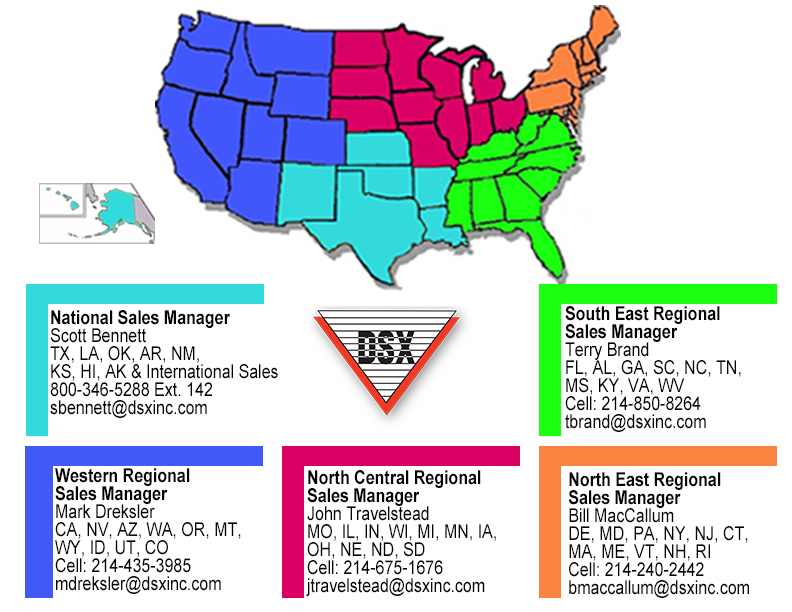 National Sales Manager
Scott Bennett
TX, LA, OK, AR, NM,
KS, HI, AK & International Sales
800-346-5288 Ext. 142
sbennett@dsxinc.com
DSX
South East Regional
Sales Manager
Terry Brand
FL, AL, GA, SC, NC, TN,
MS, KY, VA, WV
Cell: 214-850-8264
tbrand@dsxinc.com
Western Regional
Sales Manager
Mark Dreksler
CA, NV, AZ, WA, OR, MT,
WY, ID, UT, CO
Cell: 214-435-3985
mdreksler@dsxinc.com
North Central Regional
Sales Manager
John Travelstead
MO, IL, IN, WI, MI, MN, IA,
OH, NE, ND, SD
Cell: 214-675-1676
jtravelstead@dsxinc.com
North East Regional
Sales Manager
Bill MacCallum
DE, MD, PA, NY, NJ, CT,
MA, ME, VT, NH, RI
Cell: 214-240-2442
bmaccallum@dsxinc.com